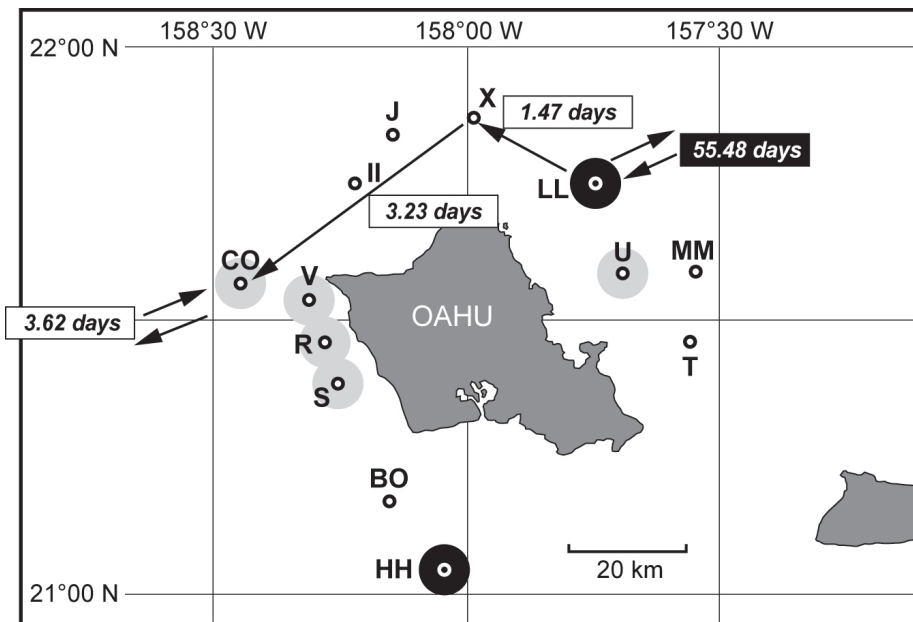 158°30' W
158°00' W
157°30' W
22°00 N
X
J
1.47 days
55.48 days
II
LL
3.23 days
CO
V
U
MM
3.62 days
OAHU
R
T
S
BO
HH
20 km
21°00 N